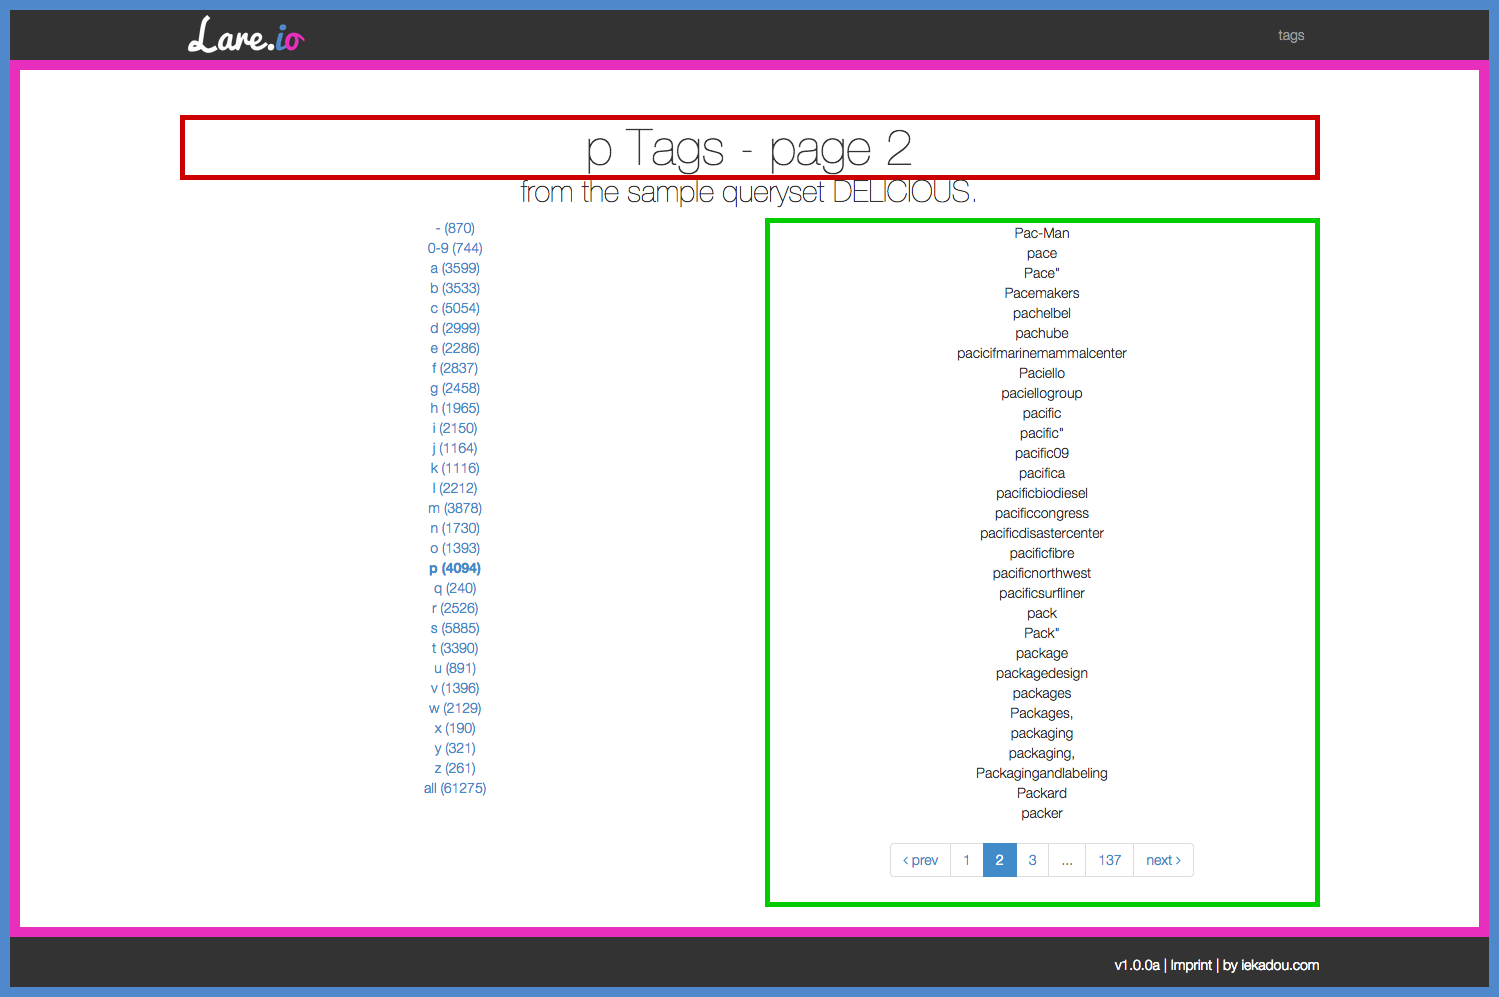 Lare.io
tags
p Tags - page 2
from the sample queryset DELICIOUS.
- (870)
0-9 (744)
a (3599)
b (3533)
c (5054)
d (2999)
e (2286)
f (2837)
g (2458)
h (1965)
i (2150)
j (1164)
k (1116)
l (2212)
m (3878)
n (1730)
o (1393)
p (4094)
q (240)
r (2526)
s (5885)
t (3390)
u (891)
v (1396)
w (2129)
x (190)
y (321)
z (261)
all (61275)
Pac-Man
pace
Pace"
Pacemakers
pachelbel
pachube
pacicifmarinemammalcenter
Paciello
paciellogroup
pacific
pacific"
pacific09
pacifica
pacificbiodiesel
pacificcongress
pacificdisastercenter
pacificfibre
pacificnorthwest
pacificsurfliner
pack
Pack"
package
packagedesign
packages
Packages,
packaging
packaging,
Packagingandlabeling
Packard
packer
‹ prev 1 2 3 ... 137 next ›
v1.0.0a | Imprint | by iekadou.com